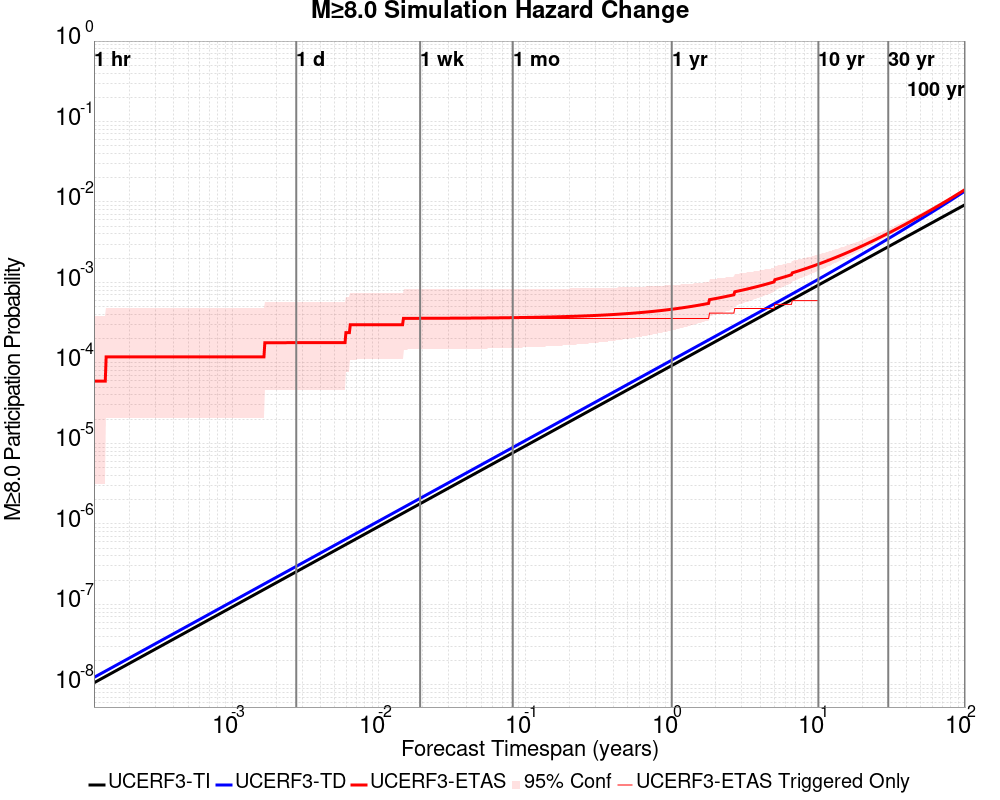 M≥8.0 Simulation Hazard Change
10^0
1 hr 1 d 1 wk 1 mo 1 yr 10 yr 30 yr
100 yr
10^-1
10^-2
10^-3
10^-4
10^-5
10^-6
10^-7
10^-8
M≥8.0 Participation Probability
10^-3 10^-2 10^-1 10^0 10^1 10^2
Forecast Timespan (years)
UCERF3-TI UCERF3-TD UCERF3-ETAS 95% Conf UCERF3-ETAS Triggered Only